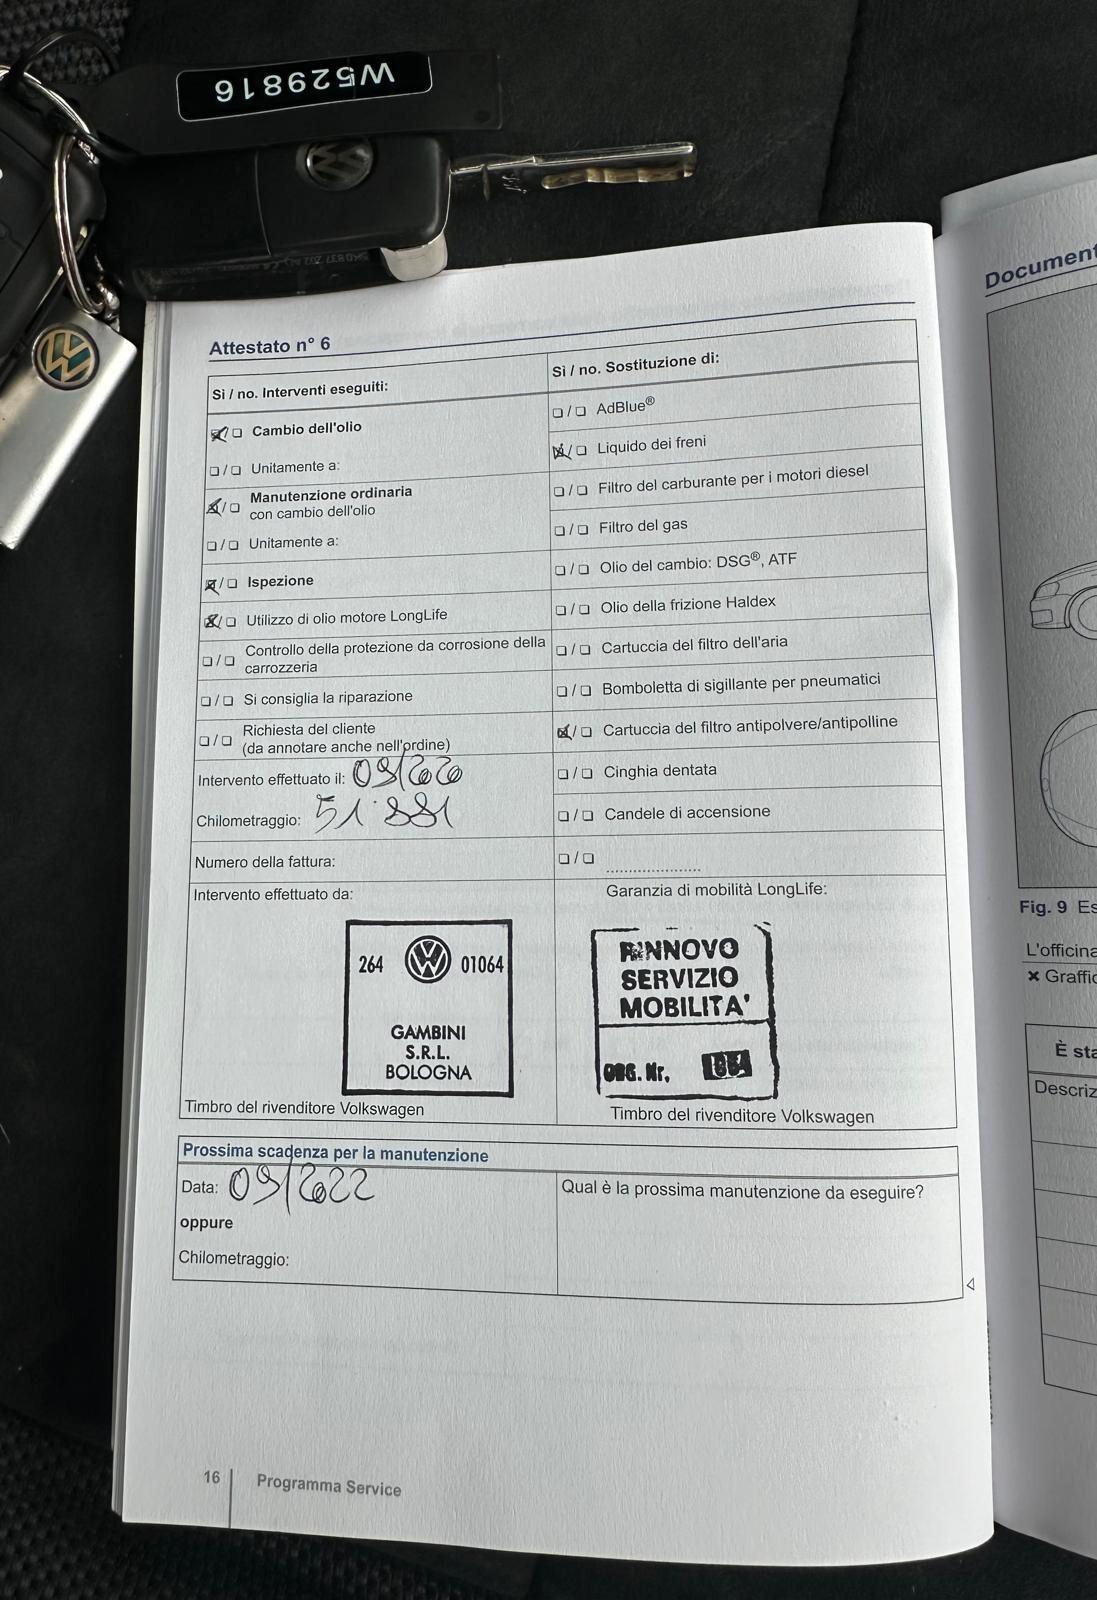 W529816
Attestato n° 6
Sì / no. Interventi eseguiti:
Cambio dell'olio
Unitamente a:
Manutenzione ordinaria
con cambio dell'olio
Unitamente a:
Ispezione
Utilizzo di olio motore LongLife
Controllo della protezione da corrosione della
carrozzeria
Si consiglia la riparazione
Richiesta del cliente
(da annotare anche nell'ordine)
Intervento effettuato il:
Chilometraggio: 51.881
Numero della fattura:
Sì / no. Sostituzione di:
AdBlue®
Liquido dei freni
Filtro del carburante per i motori diesel
Filtro del gas
Olio del cambio: DSG®, ATF
Olio della frizione Haldex
Cartuccia del filtro dell'aria
Bomboletta di sigillante per pneumatici
Cartuccia del filtro antipolvere/antipolline
Cinghia dentata
Candele di accensione
Intervento effettuato da:
264 01064
GAMBINI
S.R.L.
BOLOGNA
Timbro del rivenditore Volkswagen
Garanzia di mobilità LongLife:
RINNOVO
SERVIZIO
MOBILITA'
ORG. Nr.
Timbro del rivenditore Volkswagen
Prossima scadenza per la manutenzione
Data: 09/2022
oppure
Chilometraggio:
Qual è la prossima manutenzione da eseguire?
16 Programma Service
Document
Fig. 9 Es
L'officina
Graffio
È sta
Descriz